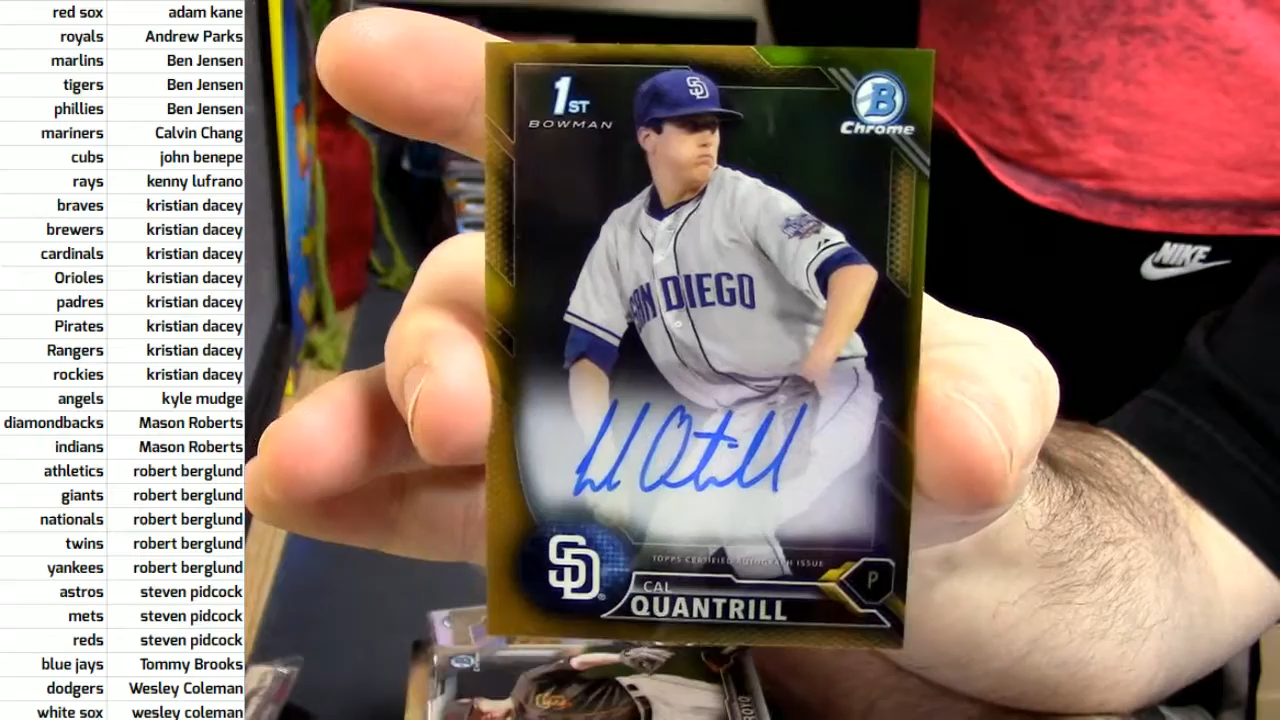 red sox adam kane
royals Andrew Parks
marlins Ben Jensen
tigers Ben Jensen
phillies Ben Jensen
mariners Calvin Chang
cubs john benepe
rays kenny lufrano
braves kristian dacey
brewers kristian dacey
cardinals kristian dacey
Orioles kristian dacey
padres kristian dacey
Pirates kristian dacey
Rangers kristian dacey
rockies kristian dacey
angels kyle mudge
diamondbacks Mason Roberts
indians Mason Roberts
athletics robert berglund
giants robert berglund
nationals robert berglund
twins robert berglund
yankees robert berglund
astros steven pidcock
mets steven pidcock
reds steven pidcock
blue jays Tommy Brooks
dodgers Wesley Coleman
white sox wesley coleman
1ST
BOWMAN
B
Chrome
SD
SAN DIEGO
SD
TOPPS CERTIFIED AUTOGRAPH ISSUE
CAL
QUANTRILL
P
NIKE